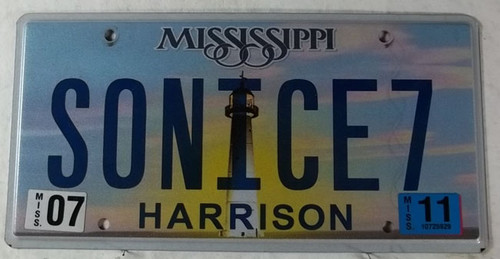 MISSISSIPPI
SONICE7
MISS. 07
HARRISON
MISS 11